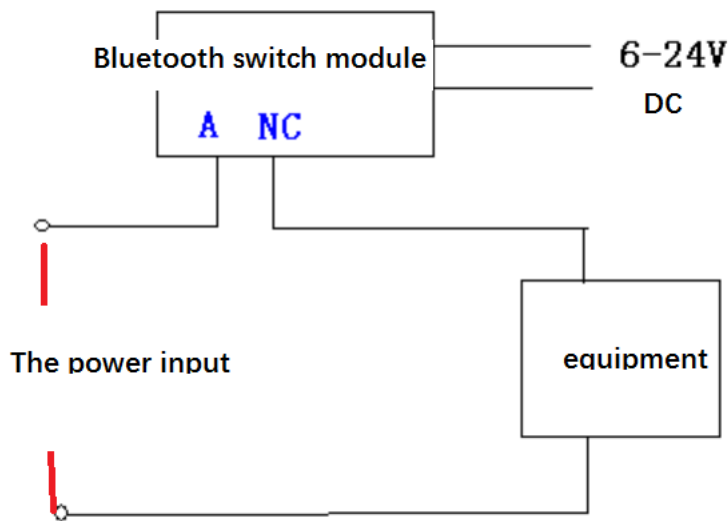 Bluetooth switch module
6-24V
DC
A NC
The power input
equipment